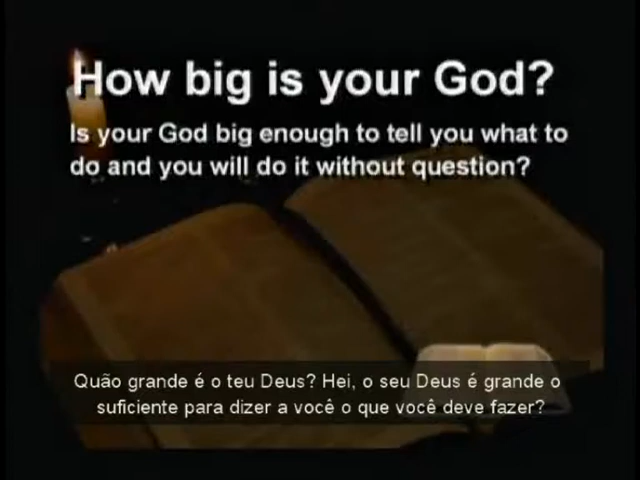 How big is your God?
Is your God big enough to tell you what to
do and you will do it without question?
Quão grande é o teu Deus? Hei, o seu Deus é grande o
suficiente para dizer a você o que você deve fazer?